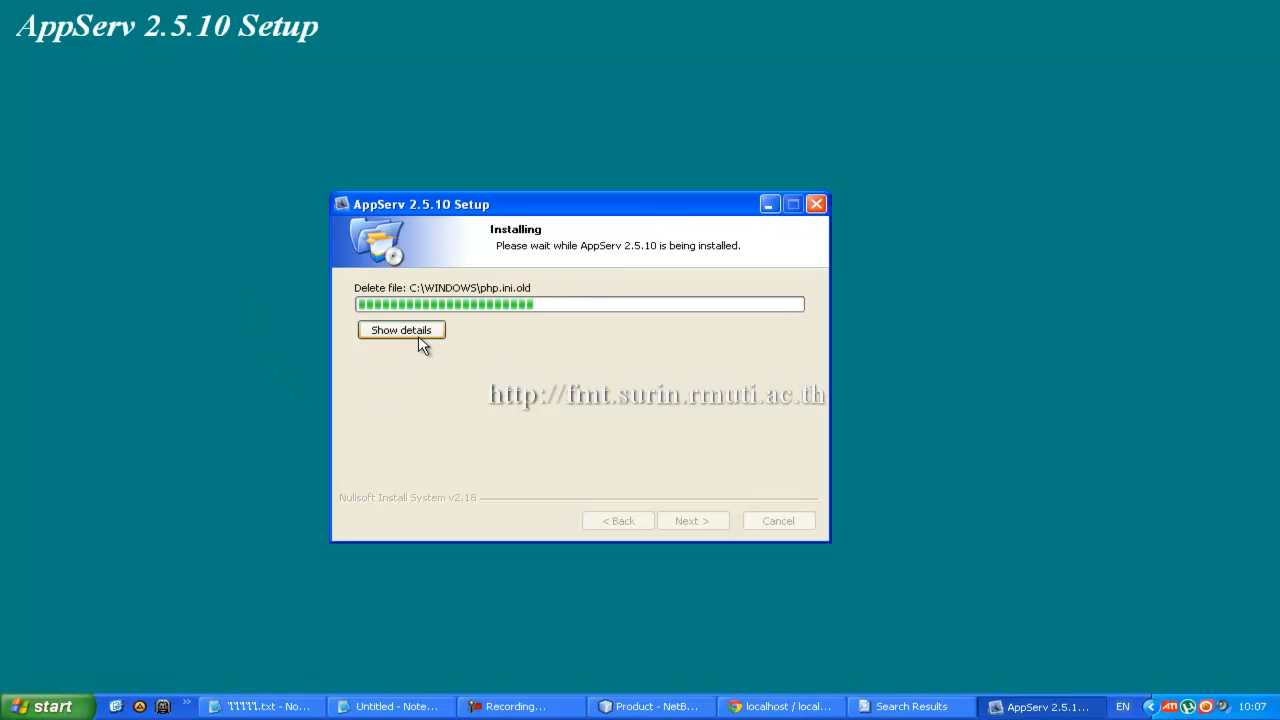 AppServ 2.5.10 Setup
AppServ 2.5.10 Setup
Installing
Please wait while AppServ 2.5.10 is being installed.
Delete file: C:\WINDOWS\php.ini.old
Show details
http://fmt.surin.rmuti.ac.th
Nullsoft Install System v2.18
< Back
Next >
Cancel
start
.txt - No...
Untitled - Note...
Recording...
Product - NetB...
localhost / local...
Search Results
AppServ 2.5.1...
EN
ATI
10:07